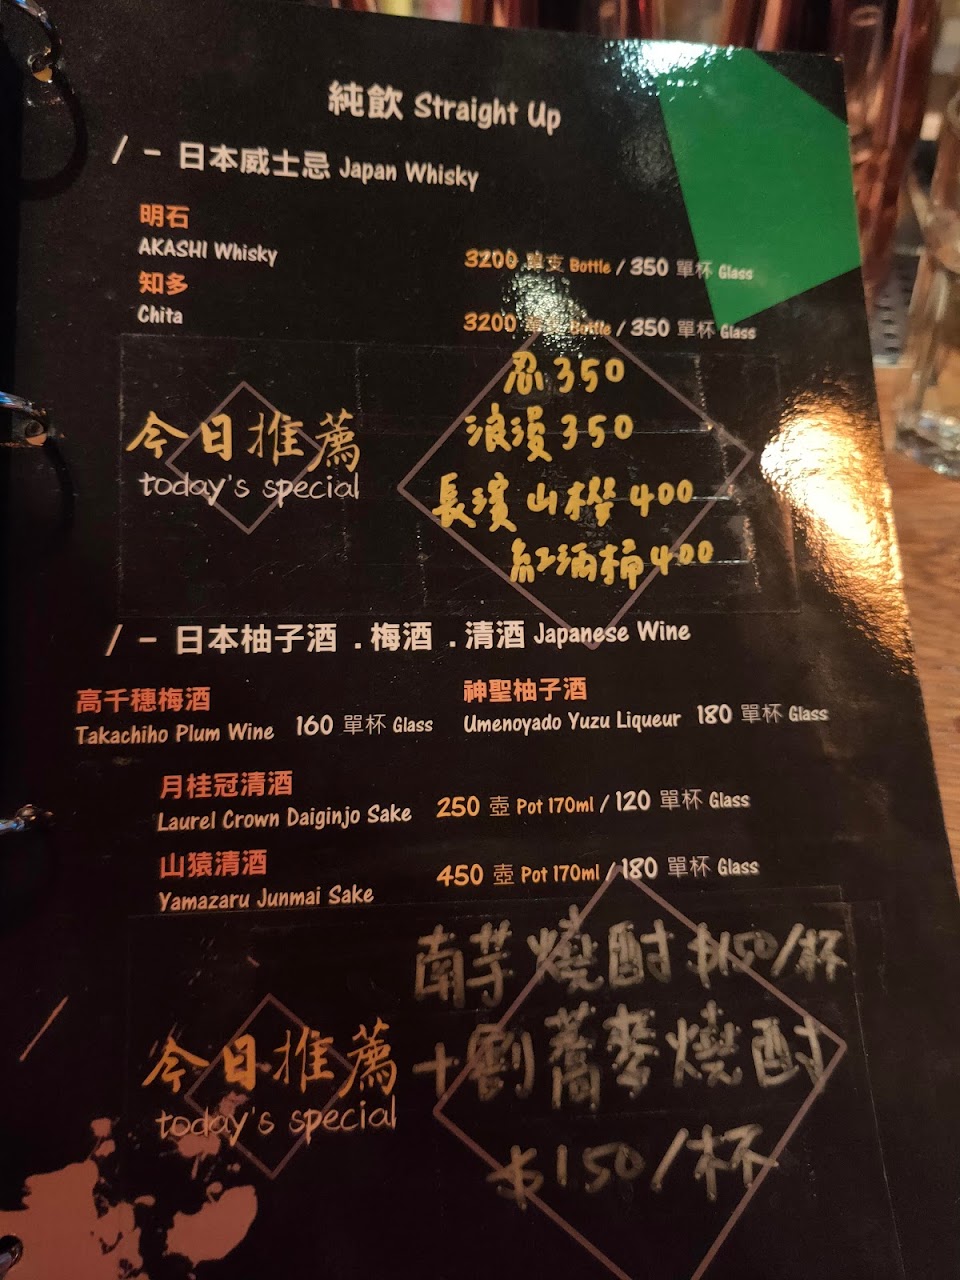 純飲 Straight Up
/ - 日本威士忌 Japan Whisky
明石
AKASHI Whisky 3200 單支 Bottle / 350 單杯 Glass
知多
Chita 3200 單支 Bottle / 350 單杯 Glass
今日推薦
today's special
忍 350
浪漫 350
長濱 山櫻 400
紅酒桶 400
/ - 日本柚子酒 . 梅酒 . 清酒 Japanese Wine
高千穗梅酒
Takachiho Plum Wine 160 單杯 Glass
神聖柚子酒
Umenoyado Yuzu Liqueur 180 單杯 Glass
月桂冠清酒
Laurel Crown Daiginjo Sake 250 壺 Pot 170ml / 120 單杯 Glass
山猿清酒
Yamazaru Junmai Sake 450 壺 Pot 170ml / 180 單杯 Glass
今日推薦
today's special
南芋燒酎 $150/杯
十割蕎麥燒酎
$150/杯